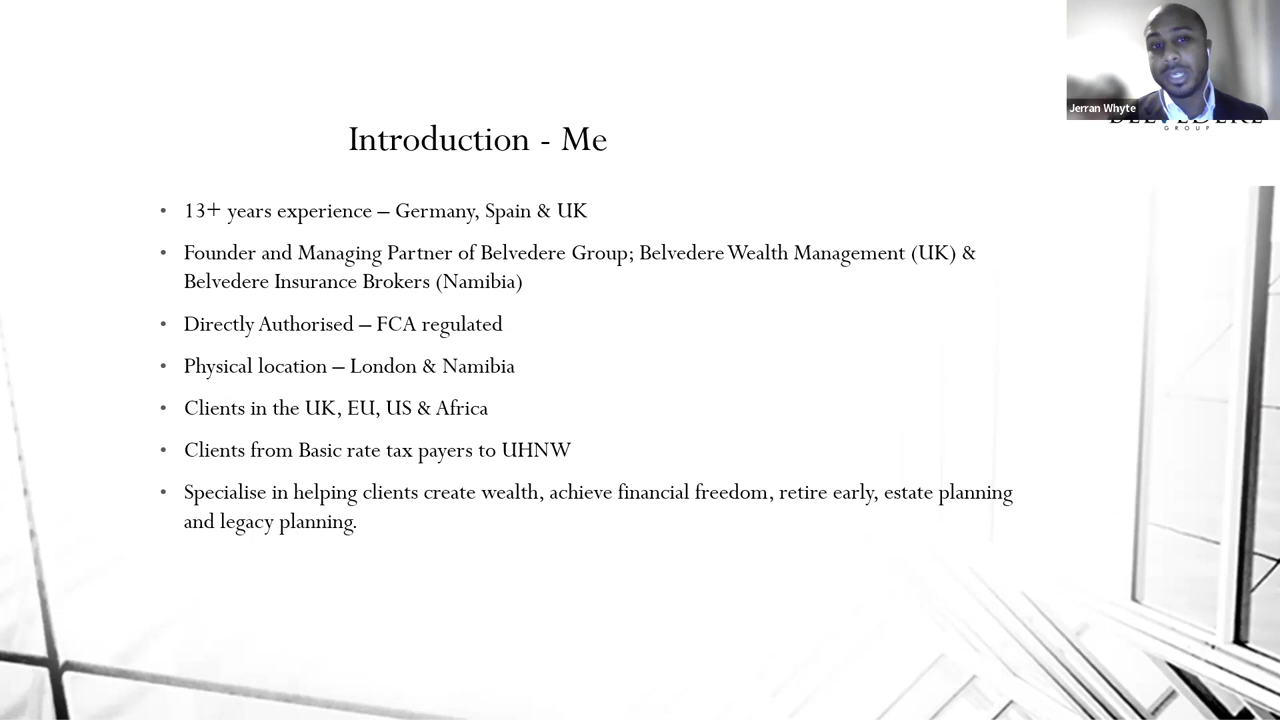 Jerran Whyte
GROUP
Introduction - Me
• 13+ years experience – Germany, Spain & UK
• Founder and Managing Partner of Belvedere Group; Belvedere Wealth Management (UK) &
Belvedere Insurance Brokers (Namibia)
• Directly Authorised – FCA regulated
• Physical location – London & Namibia
• Clients in the UK, EU, US & Africa
• Clients from Basic rate tax payers to UHNW
• Specialise in helping clients create wealth, achieve financial freedom, retire early, estate planning
and legacy planning.